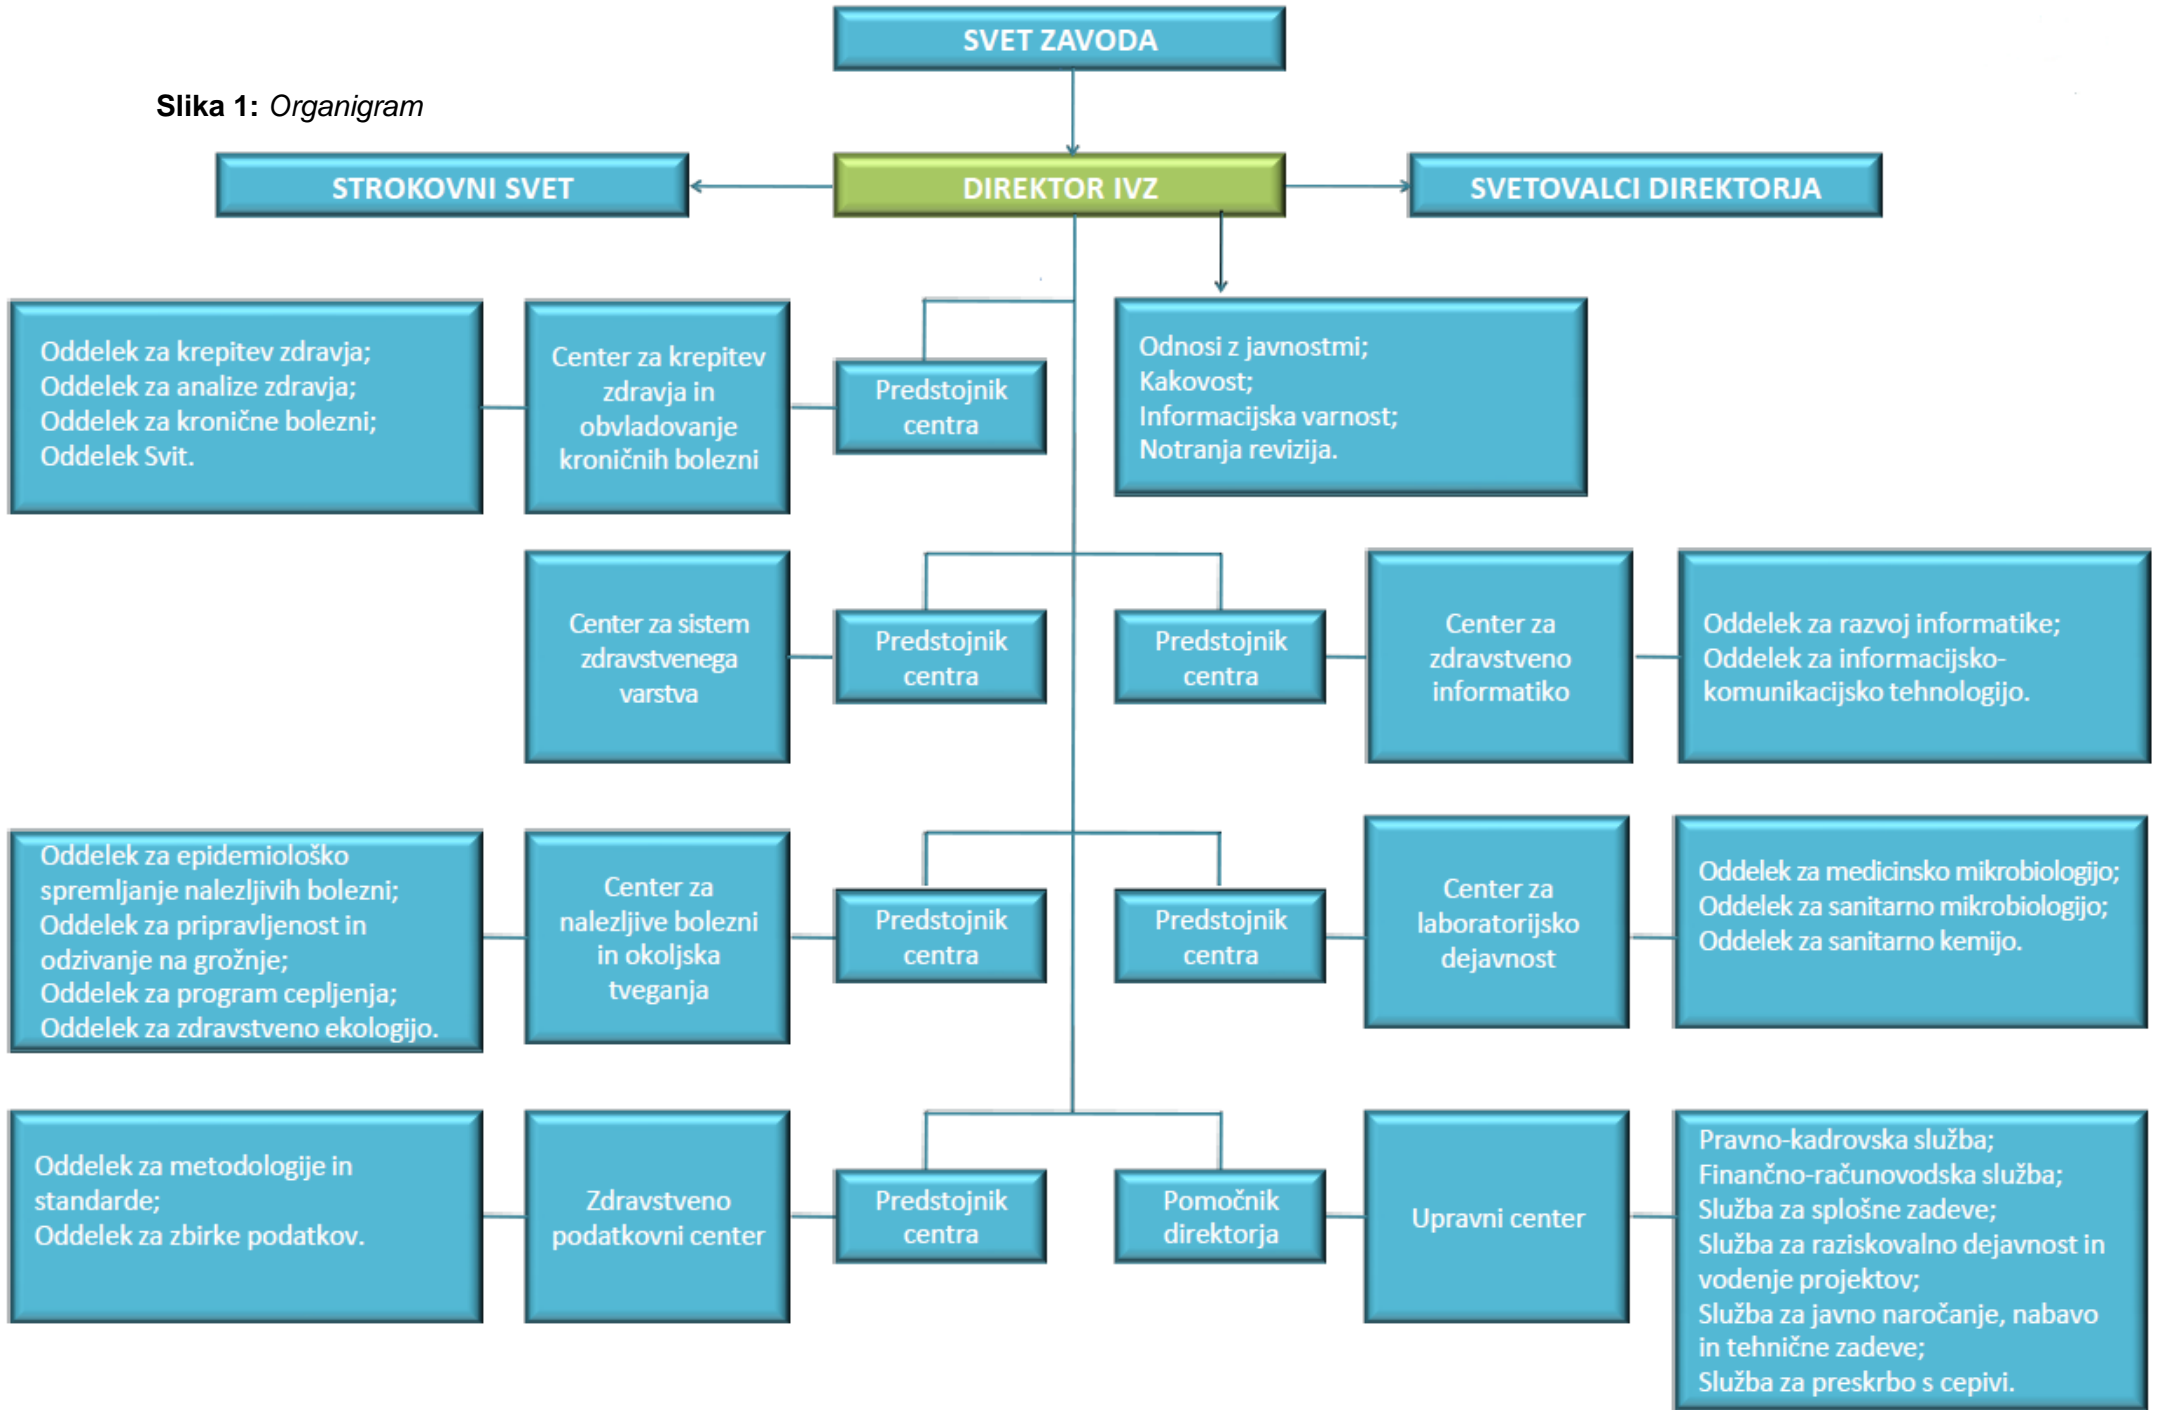 SVET ZAVODA
Slika 1: Organigram
STROKOVNI SVET
DIREKTOR IVZ
SVETOVALCI DIREKTORJA
Oddelek za krepitev zdravja;
Oddelek za analize zdravja;
Oddelek za kronične bolezni;
Oddelek Svit.
Center za krepitev
zdravja in
obvladovanje
kroničnih bolezni
Predstojnik
centra
Odnosi z javnostmi;
Kakovost;
Informacijska varnost;
Notranja revizija.
Center za sistem
zdravstvenega
varstva
Predstojnik
centra
Predstojnik
centra
Center za
zdravstveno
informatiko
Oddelek za razvoj informatike;
Oddelek za informacijsko-
komunikacijsko tehnologijo.
Oddelek za epidemiološko
spremljanje nalezljivih bolezni;
Oddelek za pripravljenost in
odzivanje na grožnje;
Oddelek za program cepljenja;
Oddelek za zdravstveno ekologijo.
Center za
nalezljive bolezni
in okoljska
tveganja
Predstojnik
centra
Predstojnik
centra
Center za
laboratorijsko
dejavnost
Oddelek za medicinsko mikrobiologijo;
Oddelek za sanitarno mikrobiologijo;
Oddelek za sanitarno kemijo.
Oddelek za metodologije in
standarde;
Oddelek za zbirke podatkov.
Zdravstveno
podatkovni center
Predstojnik
centra
Pomočnik
direktorja
Upravni center
Pravno-kadrovska služba;
Finančno-računovodska služba;
Služba za splošne zadeve;
Služba za raziskovalno dejavnost in
vodenje projektov;
Služba za javno naročanje, nabavo
in tehnične zadeve;
Služba za preskrbo s cepivi.